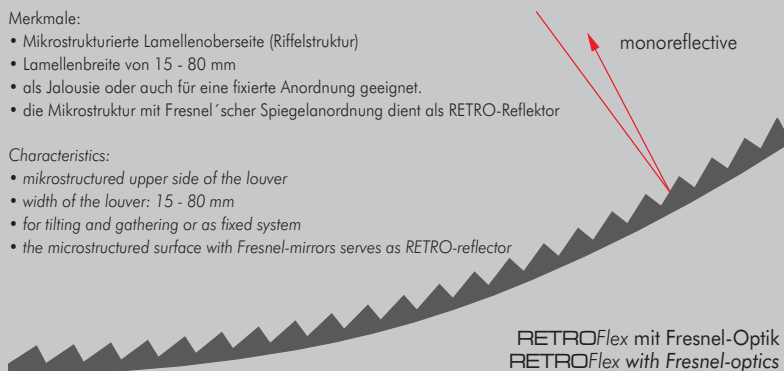 Merkmale:
• Mikrostrukturierte Lamellenoberseite (Riffelstruktur)
• Lamellenbreite von 15 - 80 mm
• als Jalousie oder auch für eine fixierte Anordnung geeignet.
• die Mikrostruktur mit Fresnel´scher Spiegelanordnung dient als RETRO-Reflektor
monoreflective
Characteristics:
• mikrostructured upper side of the louver
• width of the louver: 15 - 80 mm
• for tilting and gathering or as fixed system
• the microstructured surface with Fresnel-mirrors serves as RETRO-reflector
RETROFlex mit Fresnel-Optik
RETROFlex with Fresnel-optics